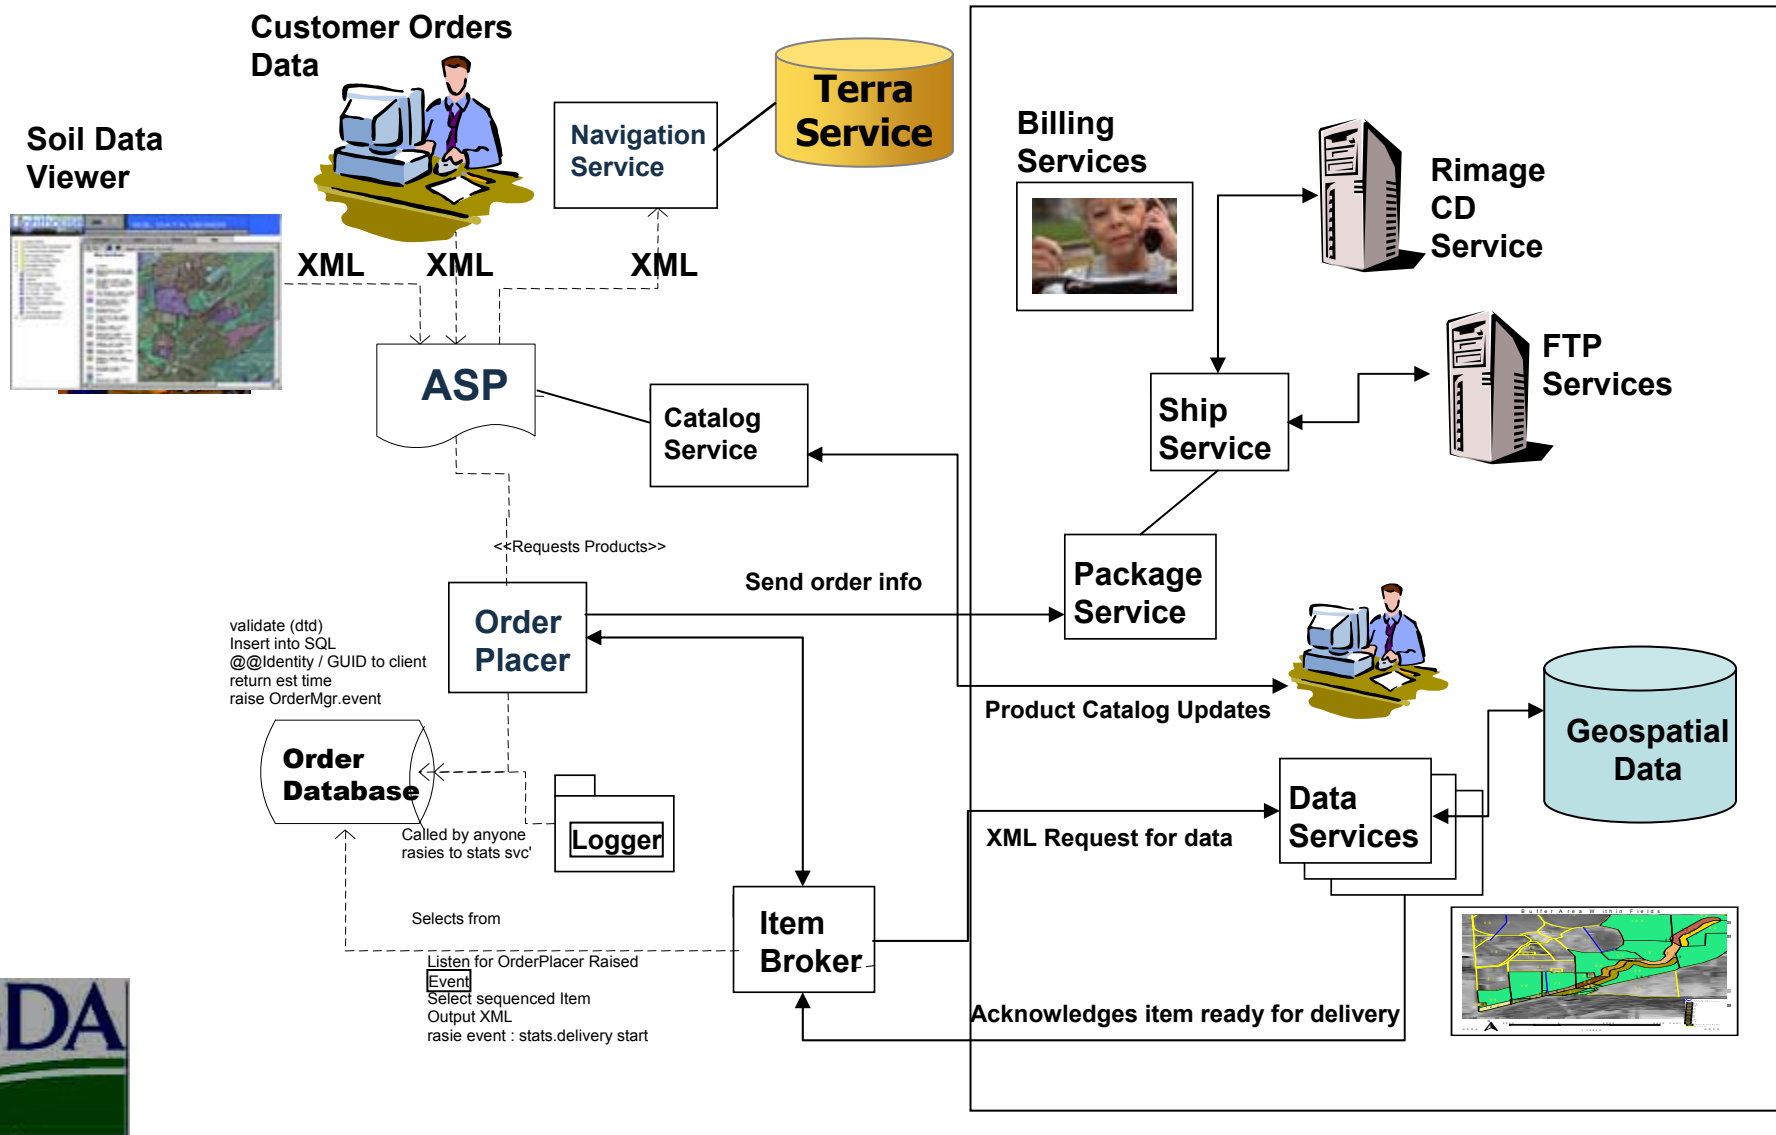 Customer Orders
Data
Terra
Service
Navigation
Service
Soil Data
Viewer
Billing
Services
Rimage
CD
Service
XML
XML
XML
FTP
Services
ASP
Catalog
Service
Ship
Service
<<Requests Products>>
Send order info
Package
Service
Order
Placer
validate (dtd)
Insert into SQL
@@Identity / GUID to client
return est time
raise OrderMgr.event
Product Catalog Updates
Geospatial
Data
Order
Database
Called by anyone
rasies to stats svc'
Logger
Data
Services
XML Request for data
Selects from
Item
Broker
Listen for OrderPlacer Raised
Event
Select sequenced Item
Output XML
rasie event : stats.delivery start
Acknowledges item ready for delivery
Buffer Area Within Fields
DA